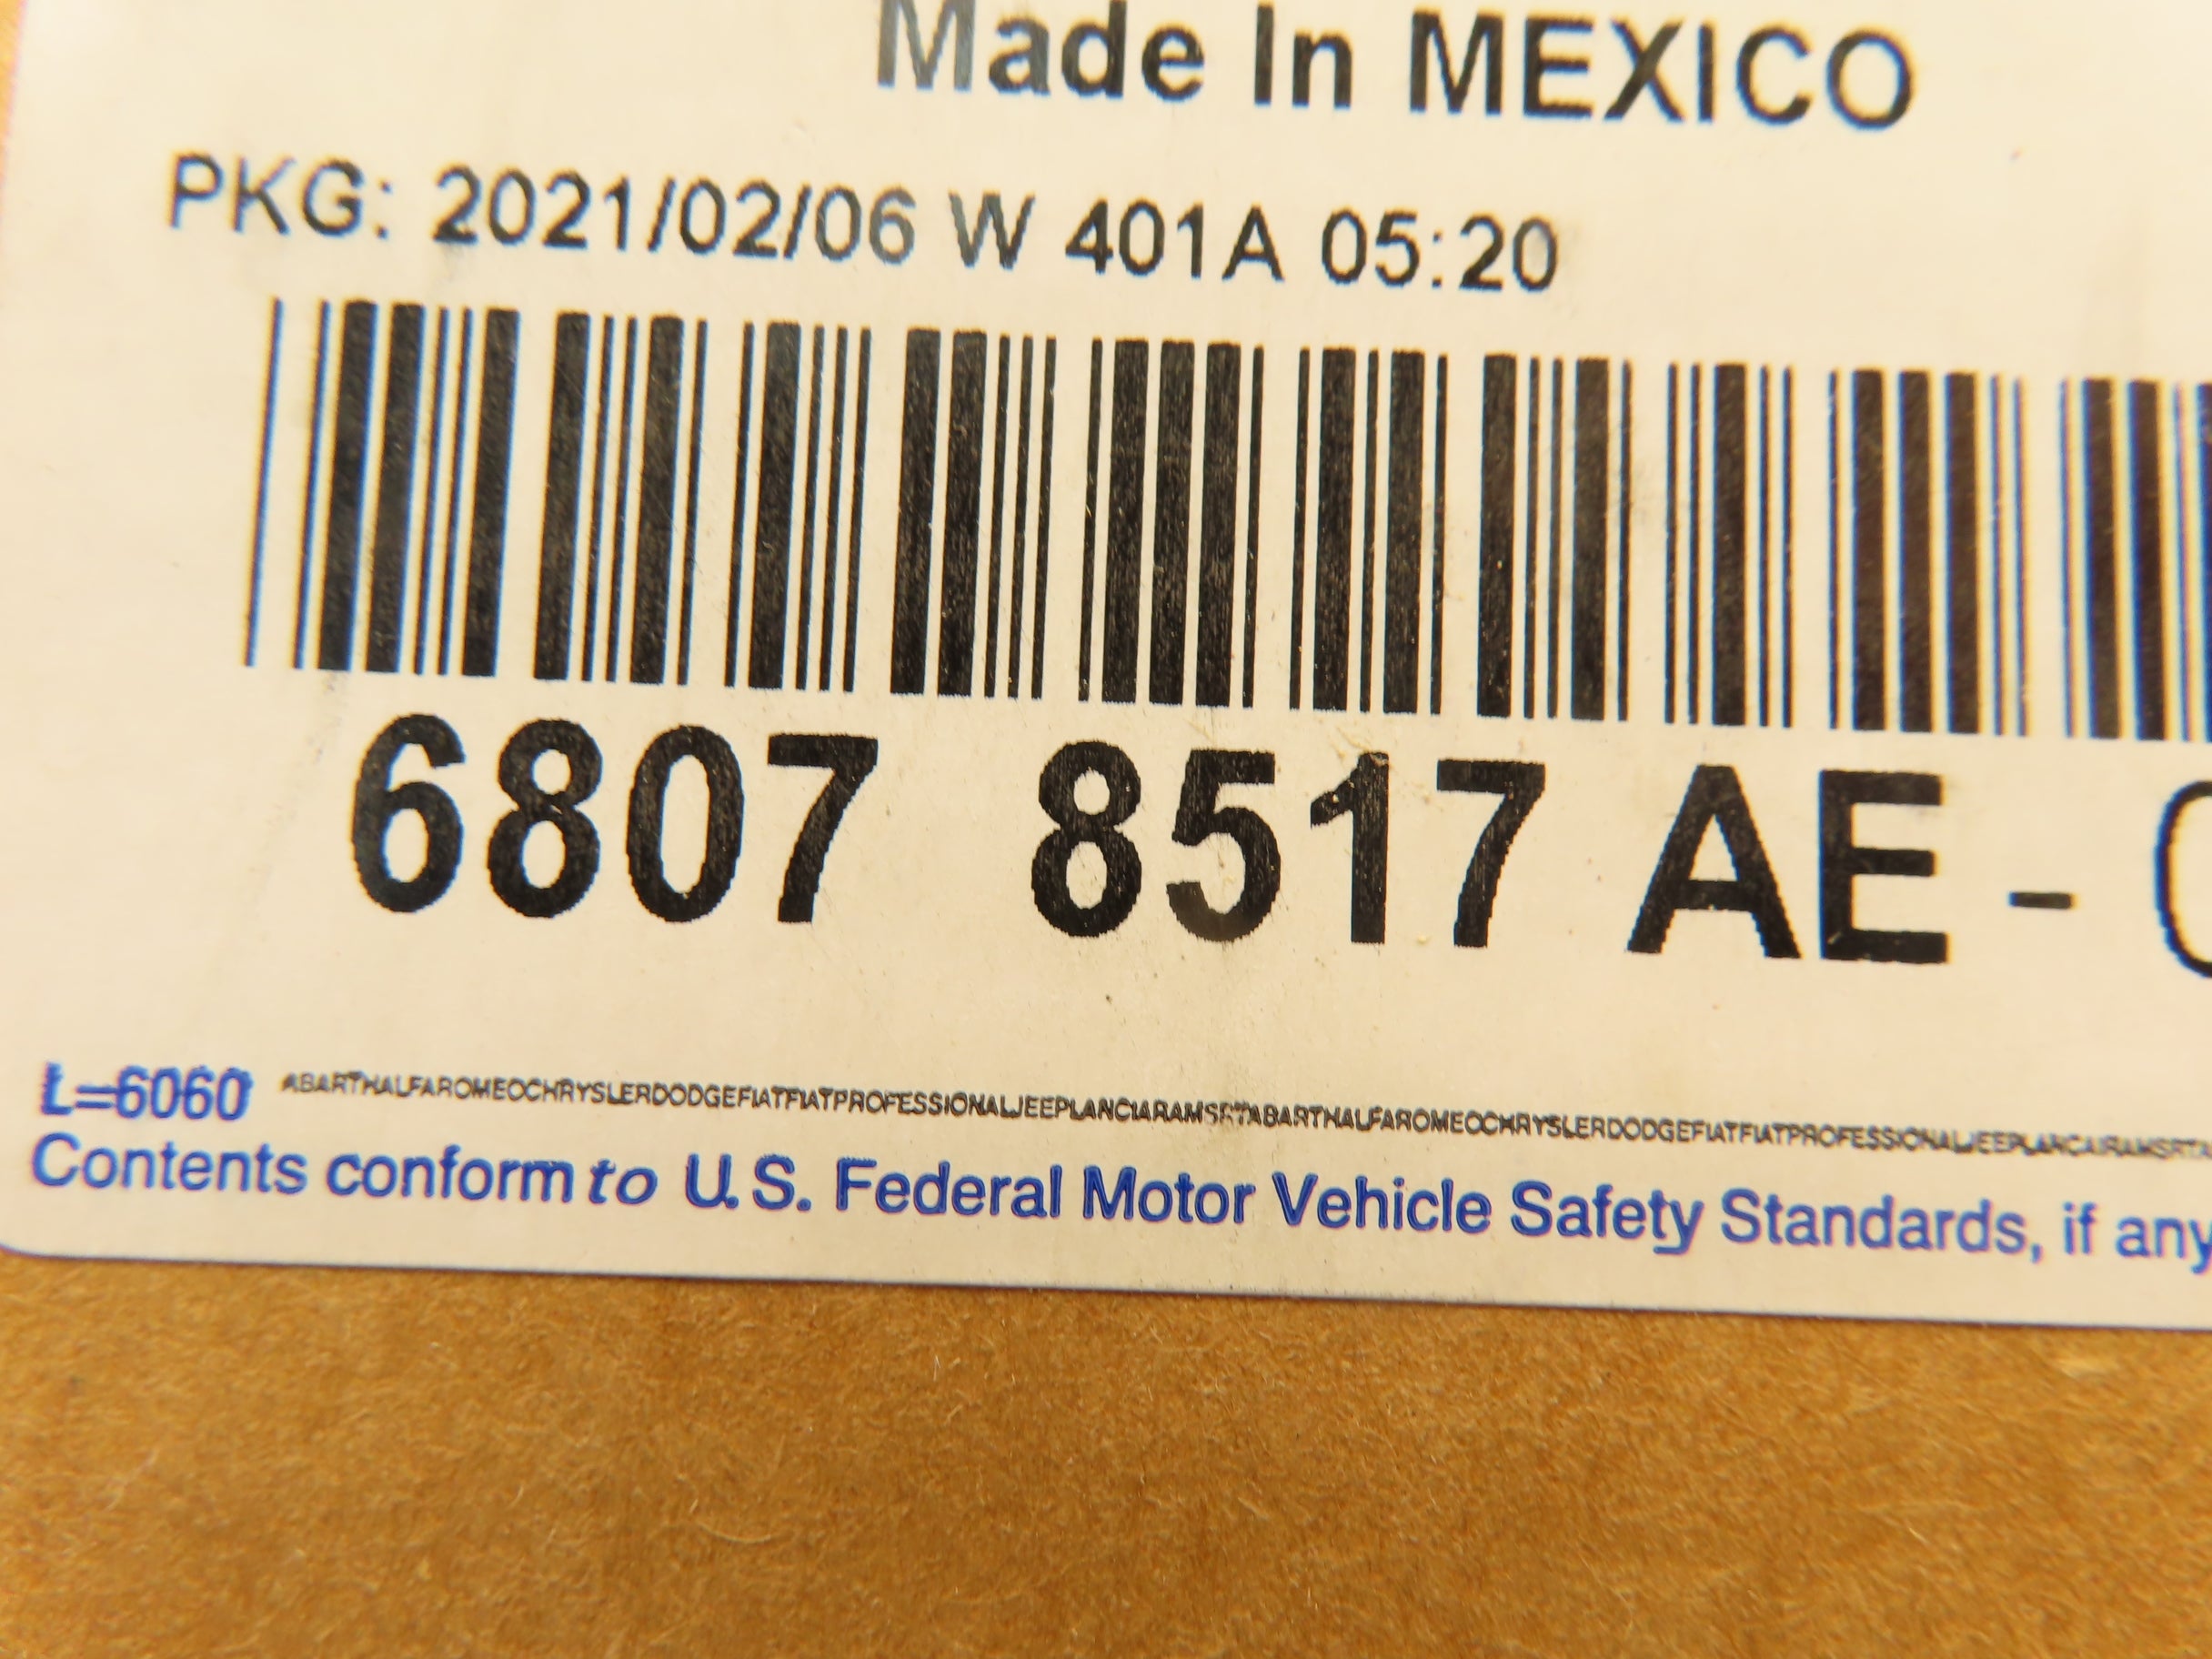 Made In MEXICO
PKG: 2021/02/06 W 401A 05:20
6807 8517 AE -
L=6060 ABARTHALFAROMEOCHRYSLERDODGEFIATFIATPROFESSIONALJEEPLANCIARAMSRTABARTHALFAROMEOCHRYSLERDODGEFIATFIATPROFESSIONALJEEPLANCAIRAMSRTA
Contents conform to U.S. Federal Motor Vehicle Safety Standards, if any